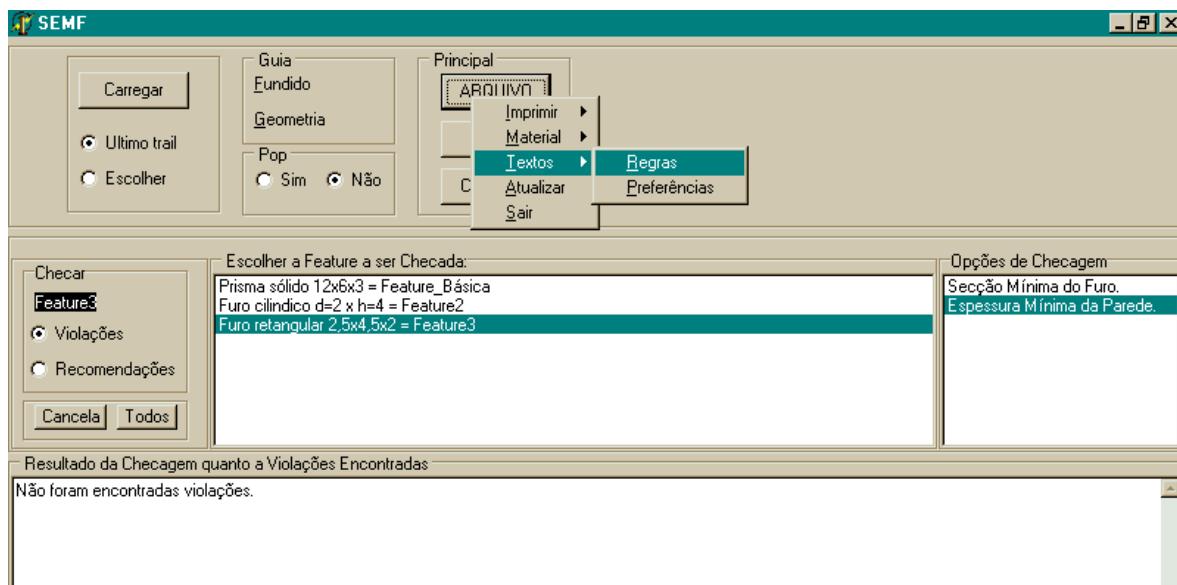 SEMF
Carregar
Ultimo trail
Escolher
Guia
Fundido
Geometria
Pop
Sim Não
Principal
ARQUIVO
Imprimir
Material
Textos
Atualizar
Sair
Regras
Preferências
C
Checar
Feature3
Violações
Recomendações
Cancela Todos
Escolher a Feature a ser Checada:
Prisma sólido 12x6x3 = Feature_Básica
Furo cilindico d=2 x h=4 = Feature2
Furo retangular 2,5x4,5x2 = Feature3
Opções de Checagem
Secção Mínima do Furo.
Espessura Mínima da Parede.
Resultado da Checagem quanto a Violações Encontradas
Não foram encontradas violações.